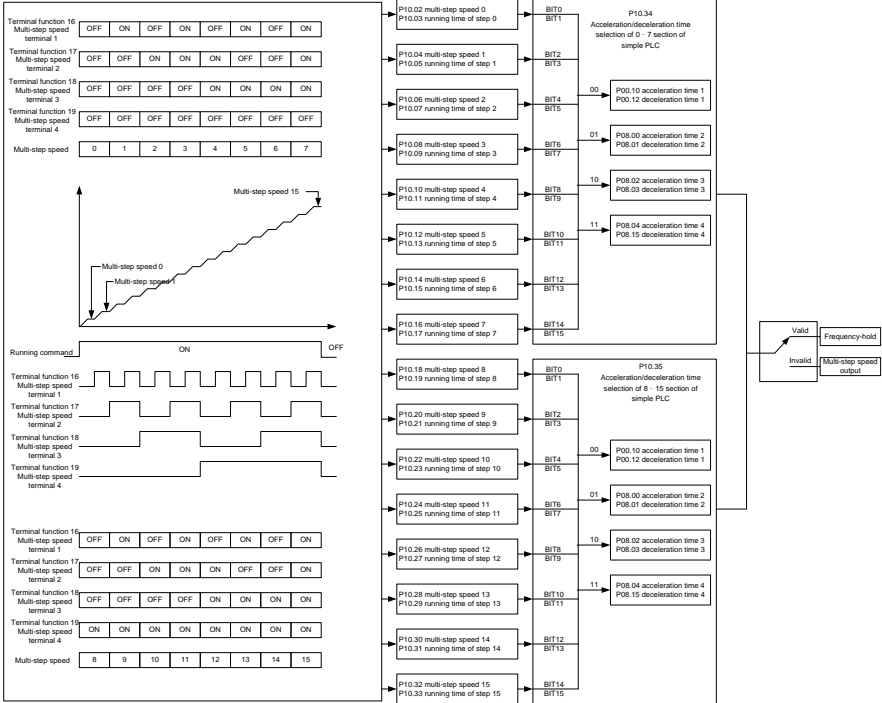 Terminal function 16
Multi-step speed
terminal 1
OFF ON OFF ON OFF ON OFF ON
Terminal function 17
Multi-step speed
terminal 2
OFF OFF ON ON OFF OFF ON ON
Terminal function 18
Multi-step speed
terminal 3
OFF OFF OFF OFF ON ON ON ON
Terminal function 19
Multi-step speed
terminal 4
OFF OFF OFF OFF OFF OFF OFF OFF
Multi-step speed
0 1 2 3 4 5 6 7
Multi-step speed 15
Multi-step speed 0
Multi-step speed 1
Running command
ON
OFF
Terminal function 16
Multi-step speed
terminal 1
Terminal function 17
Multi-step speed
terminal 2
Terminal function 18
Multi-step speed
terminal 3
Terminal function 19
Multi-step speed
terminal 4
Terminal function 16
Multi-step speed
terminal 1
OFF ON OFF ON OFF ON OFF ON
Terminal function 17
Multi-step speed
terminal 2
OFF OFF ON ON OFF OFF ON ON
Terminal function 18
Multi-step speed
terminal 3
OFF OFF OFF OFF ON ON ON ON
Terminal function 19
Multi-step speed
terminal 4
ON ON ON ON ON ON ON ON
Multi-step speed
8 9 10 11 12 13 14 15
P10.02 multi-step speed 0
P10.03 running time of step 0
BIT0
BIT1
P10.04 multi-step speed 1
P10.05 running time of step 1
BIT2
BIT3
P10.06 multi-step speed 2
P10.07 running time of step 2
BIT4
BIT5
P10.08 multi-step speed 3
P10.09 running time of step 3
BIT6
BIT7
P10.10 multi-step speed 4
P10.11 running time of step 4
BIT8
BIT9
P10.12 multi-step speed 5
P10.13 running time of step 5
BIT10
BIT11
P10.14 multi-step speed 6
P10.15 running time of step 6
BIT12
BIT13
P10.16 multi-step speed 7
P10.17 running time of step 7
BIT14
BIT15
P10.34
Acceleration/deceleration time
selection of 0 - 7 section of
simple PLC
00
P00.10 acceleration time 1
P00.12 deceleration time 1
01
P08.00 acceleration time 2
P08.01 deceleration time 2
10
P08.02 acceleration time 3
P08.03 deceleration time 3
11
P08.04 acceleration time 4
P08.15 deceleration time 4
P10.18 multi-step speed 8
P10.19 running time of step 8
BIT0
BIT1
P10.20 multi-step speed 9
P10.21 running time of step 9
BIT2
BIT3
P10.22 multi-step speed 10
P10.23 running time of step 10
BIT4
BIT5
P10.24 multi-step speed 11
P10.25 running time of step 11
BIT6
BIT7
P10.26 multi-step speed 12
P10.27 running time of step 12
BIT8
BIT9
P10.28 multi-step speed 13
P10.29 running time of step 13
BIT10
BIT11
P10.30 multi-step speed 14
P10.31 running time of step 14
BIT12
BIT13
P10.32 multi-step speed 15
P10.33 running time of step 15
BIT14
BIT15
P10.35
Acceleration/deceleration time
selection of 8 - 15 section of
simple PLC
00
P00.10 acceleration time 1
P00.12 deceleration time 1
01
P08.00 acceleration time 2
P08.01 deceleration time 2
10
P08.02 acceleration time 3
P08.03 deceleration time 3
11
P08.04 acceleration time 4
P08.15 deceleration time 4
Valid
Frequency-hold
Invalid
Multi-step speed
output